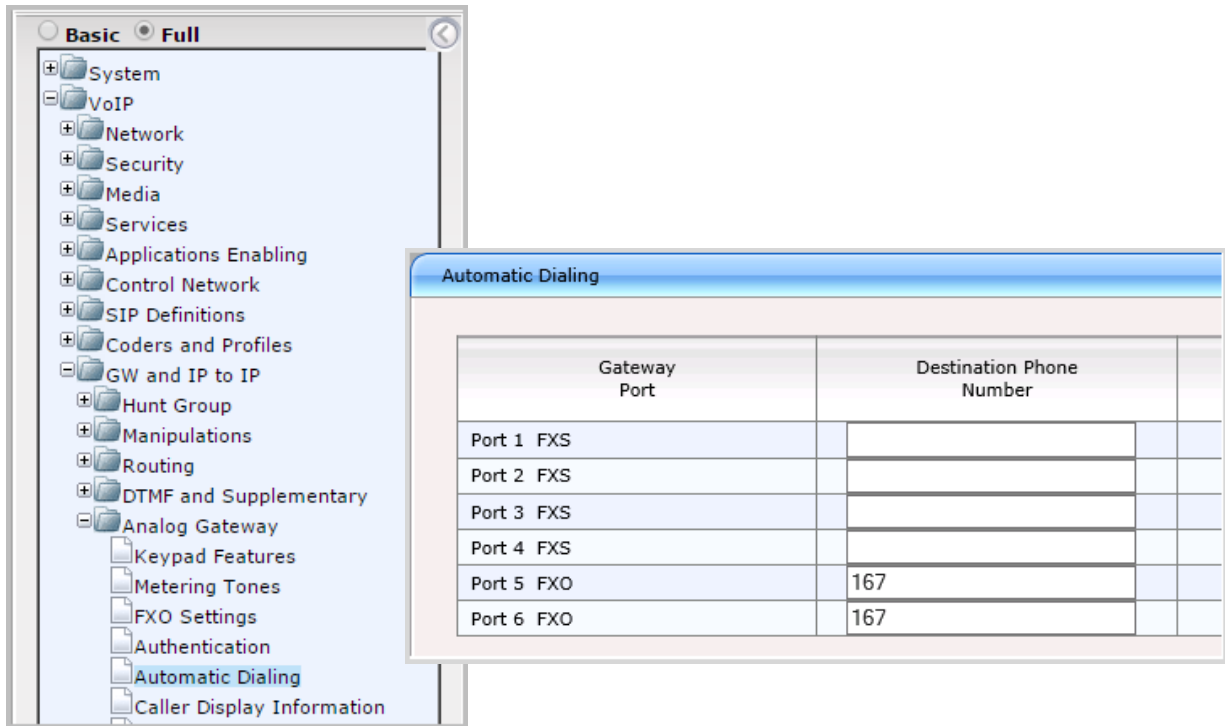 Basic Full
System
VoIP
Network
Security
Media
Services
Applications Enabling
Control Network
SIP Definitions
Coders and Profiles
GW and IP to IP
Hunt Group
Manipulations
Routing
DTMF and Supplementary
Analog Gateway
Keypad Features
Metering Tones
FXO Settings
Authentication
Automatic Dialing
Caller Display Information
Automatic Dialing
Gateway
Port
Destination Phone
Number
Port 1 FXS
Port 2 FXS
Port 3 FXS
Port 4 FXS
Port 5 FXO 167
Port 6 FXO 167